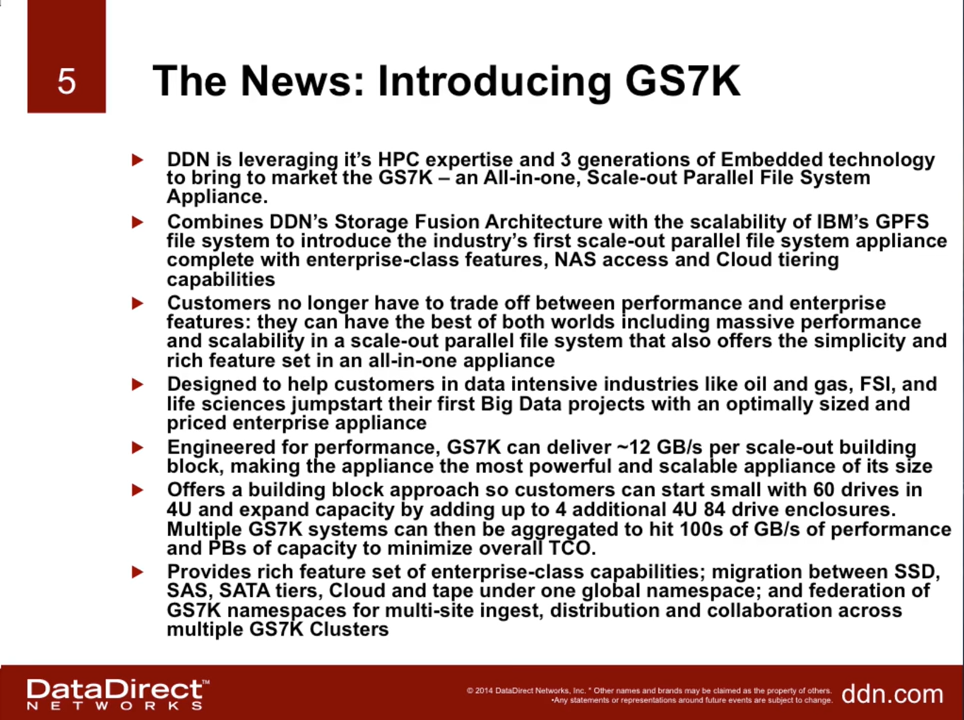 5
The News: Introducing GS7K
DDN is leveraging it's HPC expertise and 3 generations of Embedded technology
to bring to market the GS7K – an All-in-one, Scale-out Parallel File System
Appliance.
Combines DDN's Storage Fusion Architecture with the scalability of IBM's GPFS
file system to introduce the industry's first scale-out parallel file system appliance
complete with enterprise-class features, NAS access and Cloud tiering
capabilities
Customers no longer have to trade off between performance and enterprise
features: they can have the best of both worlds including massive performance
and scalability in a scale-out parallel file system that also offers the simplicity and
rich feature set in an all-in-one appliance
Designed to help customers in data intensive industries like oil and gas, FSI, and
life sciences jumpstart their first Big Data projects with an optimally sized and
priced enterprise appliance
Engineered for performance, GS7K can deliver ~12 GB/s per scale-out building
block, making the appliance the most powerful and scalable appliance of its size
Offers a building block approach so customers can start small with 60 drives in
4U and expand capacity by adding up to 4 additional 4U 84 drive enclosures.
Multiple GS7K systems can then be aggregated to hit 100s of GB/s of performance
and PBs of capacity to minimize overall TCO.
Provides rich feature set of enterprise-class capabilities; migration between SSD,
SAS, SATA tiers, Cloud and tape under one global namespace; and federation of
GS7K namespaces for multi-site ingest, distribution and collaboration across
multiple GS7K Clusters
DataDirect™
NETWORKS
© 2014 DataDirect Networks, Inc. * Other names and brands may be claimed as the property of others.
•Any statements or representations around future events are subject to change.
ddn.com